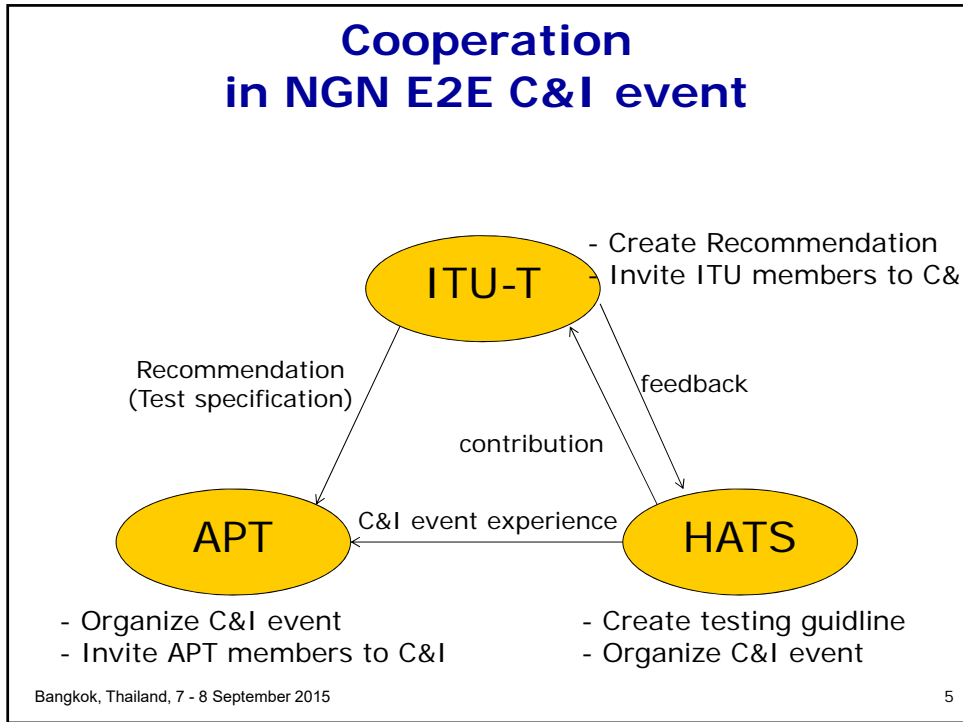 Cooperation
in NGN E2E C&I event
- Create Recommendation
- Invite ITU members to C&
ITU-T
Recommendation
(Test specification)
feedback
contribution
APT
C&I event experience
HATS
- Organize C&I event
- Invite APT members to C&I
- Create testing guidline
- Organize C&I event
Bangkok, Thailand, 7 - 8 September 2015
5